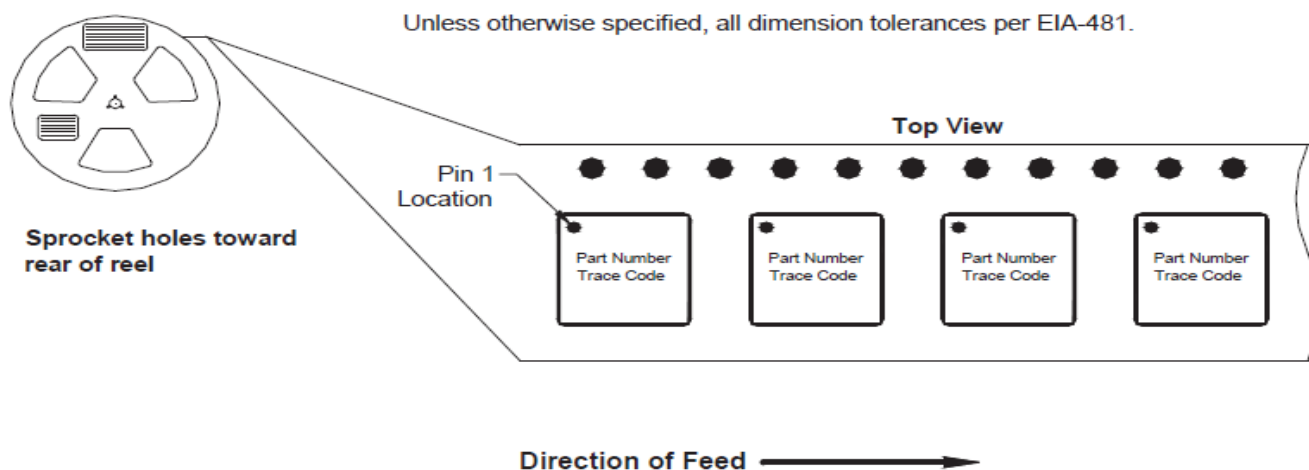 Unless otherwise specified, all dimension tolerances per EIA-481.
Top View
Pin 1
Location
Sprocket holes toward
rear of reel
Part Number
Trace Code
Part Number
Trace Code
Part Number
Trace Code
Part Number
Trace Code
Direction of Feed